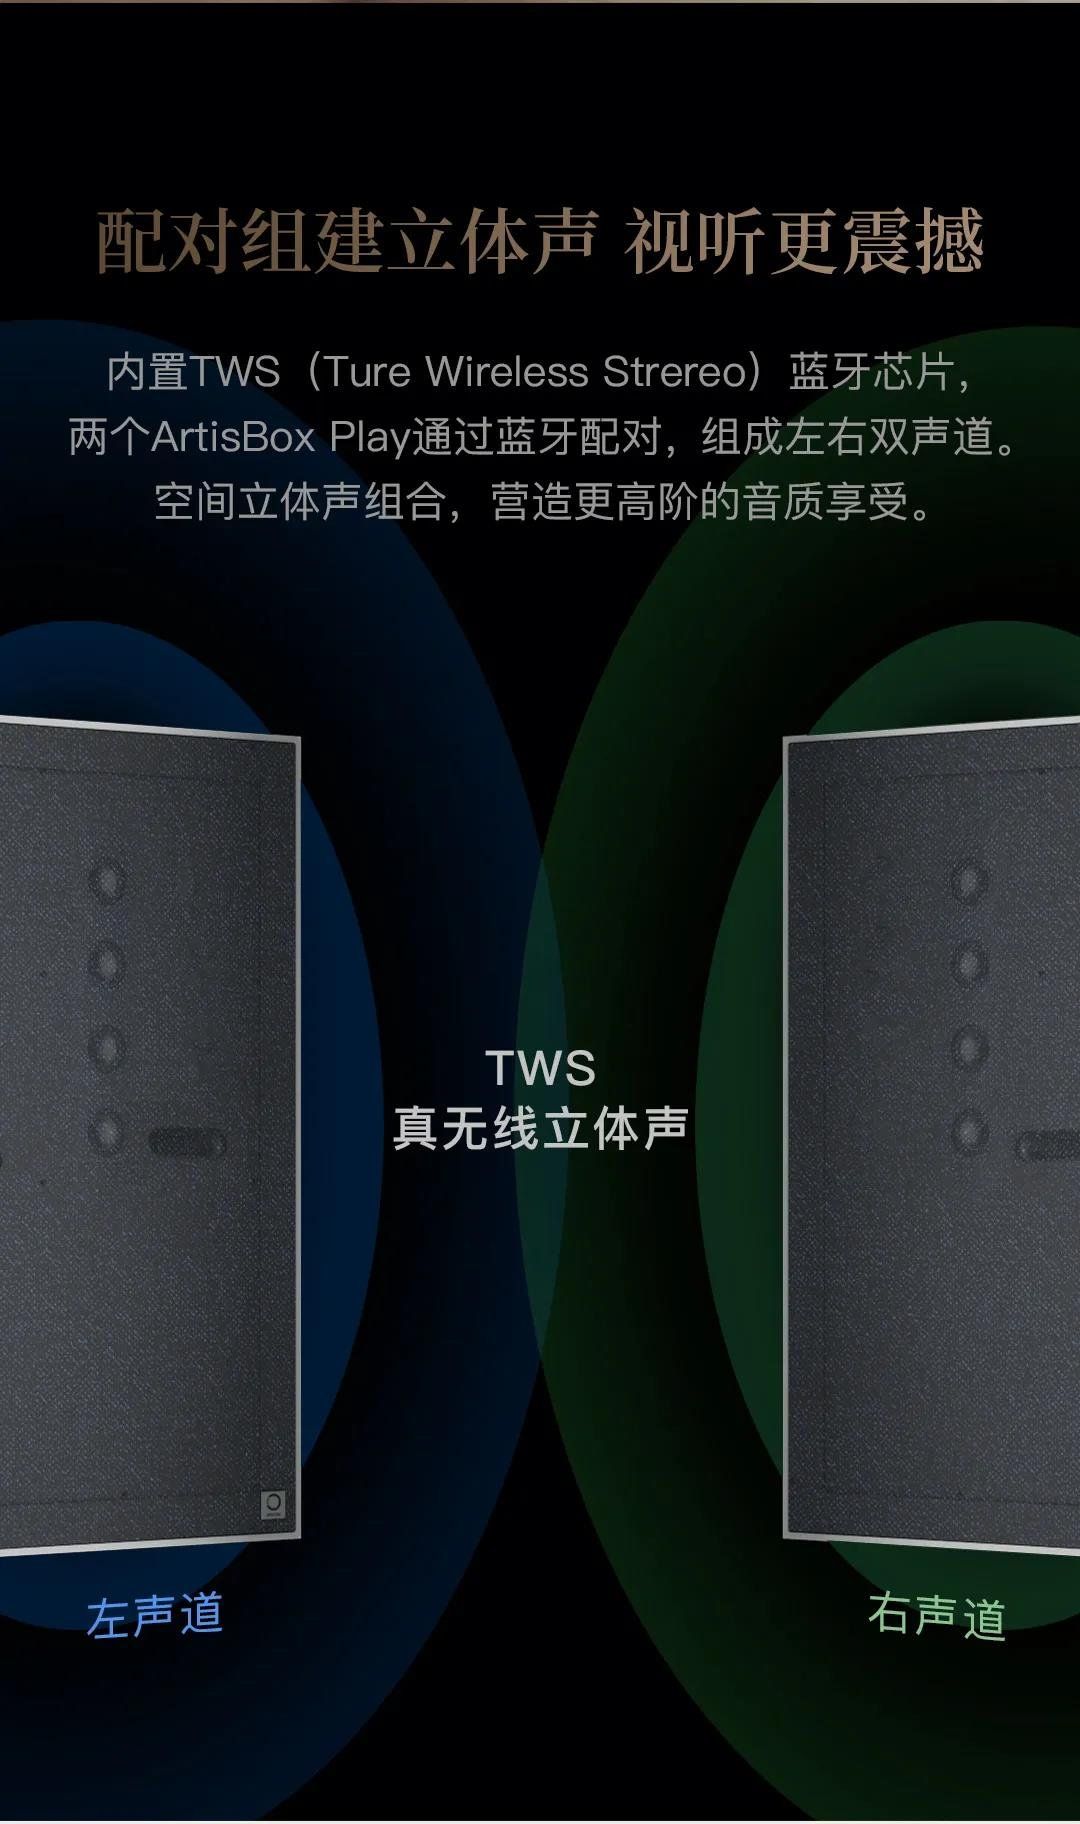 配对组建立体声 视听更震撼
内置TWS（Ture Wireless Strereo）蓝牙芯片，
两个ArtisBox Play通过蓝牙配对，组成左右双声道。
空间立体声组合，营造更高阶的音质享受。
TWS
真无线立体声
左声道
右声道